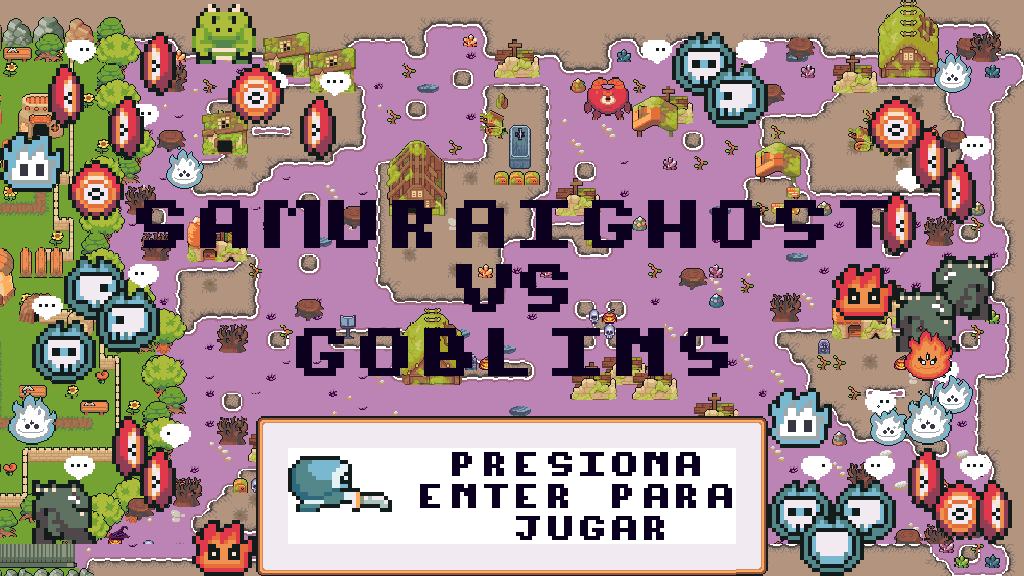 SAMURAIGHOST
VS
GOBLINS
PRESIONA
ENTER PARA
JUGAR